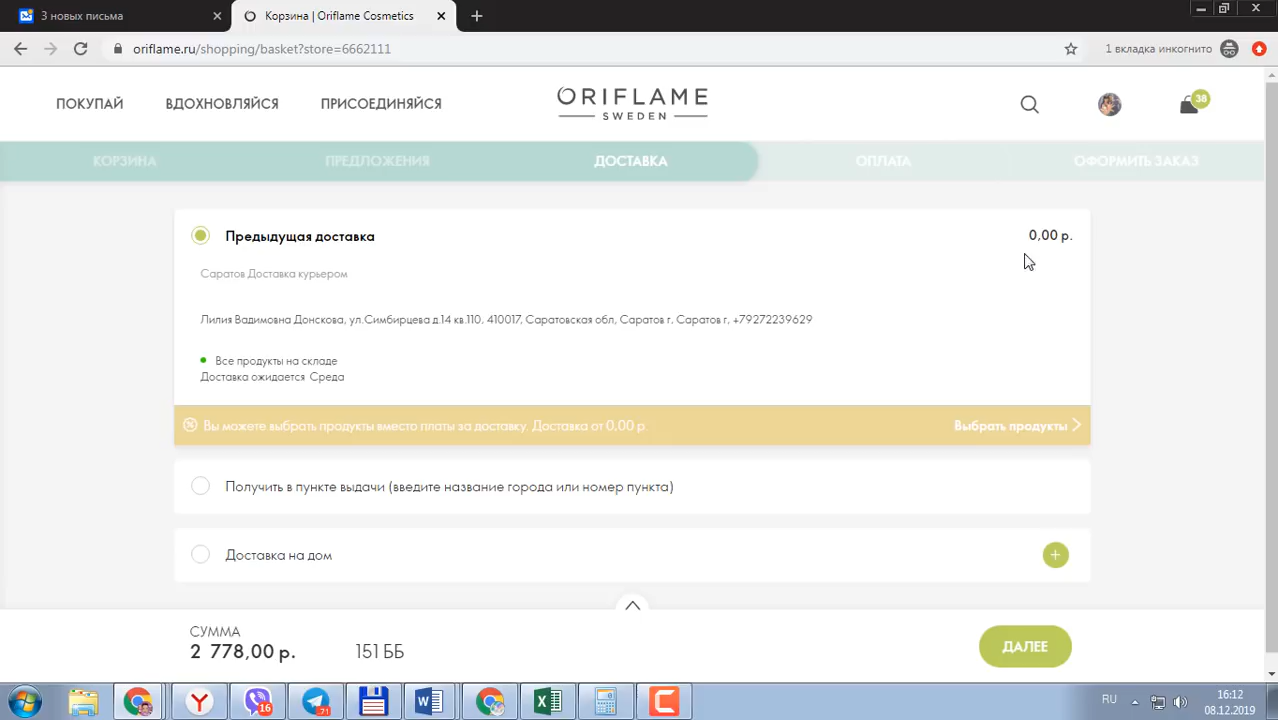 3 новых письма
Корзина | Oriflame Cosmetics
oriflame.ru/shopping/basket?store=6662111
1 вкладка инкогнито
ПОКУПАЙ
ВДОХНОВЛЯЙСЯ
ПРИСОЕДИНЯЙСЯ
ORIFLAME
SWEDEN
38
КОРЗИНА
ПРЕДЛОЖЕНИЯ
ДОСТАВКА
ОПЛАТА
ОФОРМИТЬ ЗАКАЗ
Предыдущая доставка
0,00 р.
Саратов Доставка курьером
Лилия Вадимовна Донскова, ул.Симбирцева д.14 кв.110, 410017, Саратовская обл, Саратов г, Саратов г, +79272239629
Все продукты на складе
Доставка ожидается Среда
Вы можете выбрать продукты вместо платы за доставку. Доставка от 0,00 р.
Выбрать продукты
Получить в пункте выдачи (введите название города или номер пункта)
Доставка на дом
СУММА
2 778,00 р.
151 ББ
ДАЛЕЕ
16
71
RU
16:12
08.12.2019